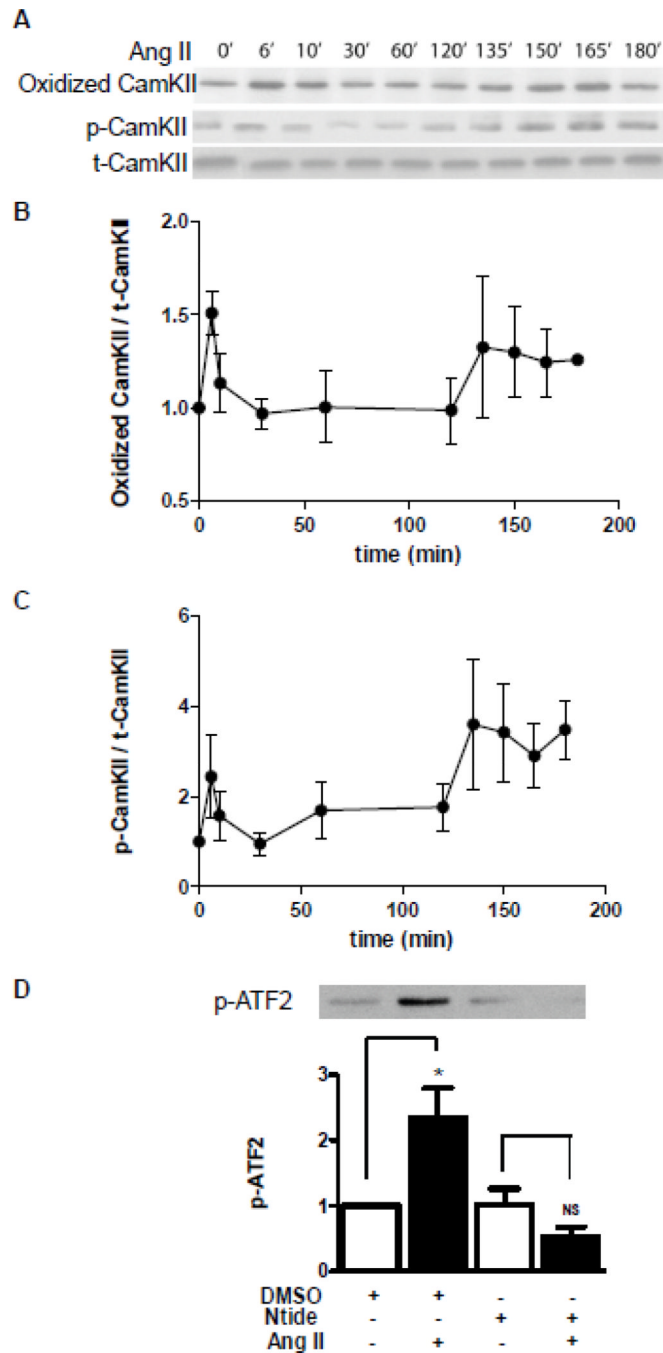 A
Ang II 0′ 6′ 10′ 30′ 60′ 120′ 135′ 150′ 165′ 180′
Oxidized CamKII
p-CamKII
t-CamKII
B
Oxidized CamKII / t-CamKII
2.0
1.5
1.0
0.5
0 50 100 150 200
time (min)
C
p-CamKII / t-CamKII
6
4
2
0
0 50 100 150 200
time (min)
D
p-ATF2
p-ATF2
3
2
1
0
*
NS
DMSO + + - -
Ntide - - + +
Ang II - + - +